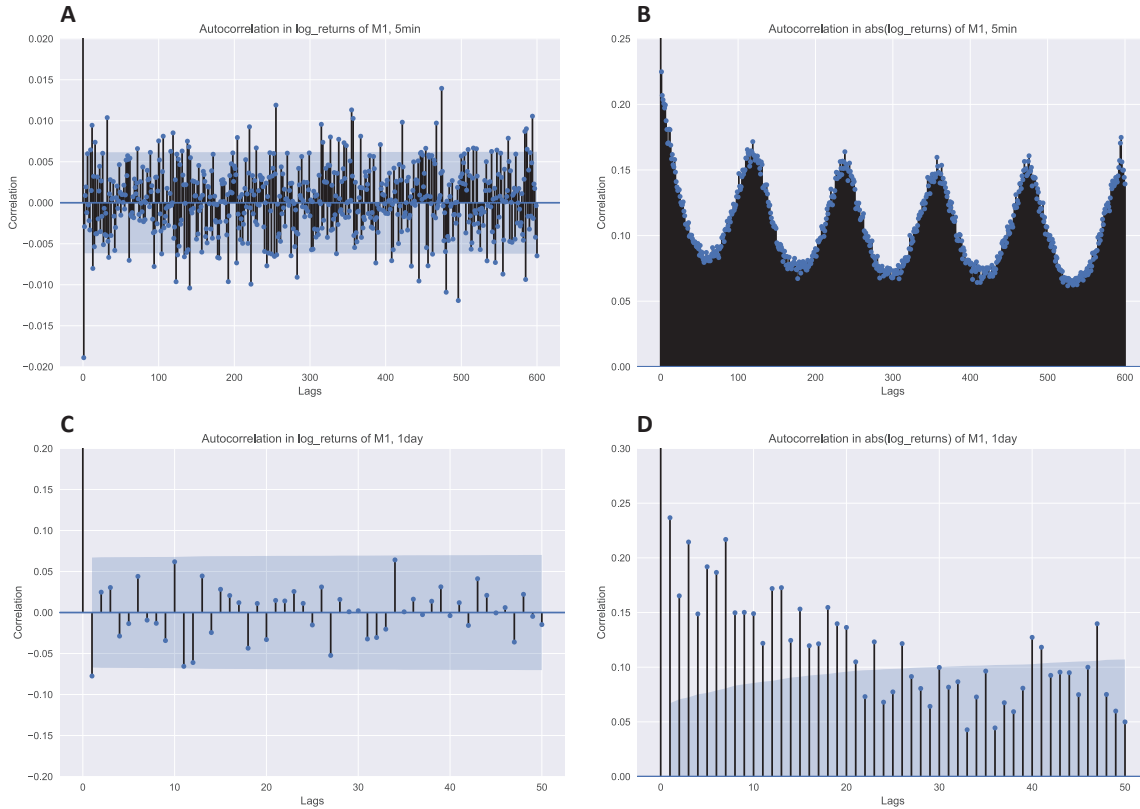 A
Autocorrelation in log_returns of M1, 5min
0.020
0.015
0.010
0.005
0.000
−0.005
−0.010
−0.015
−0.020
Correlation
0 100 200 300 400 500 600
Lags
B
Autocorrelation in abs(log_returns) of M1, 5min
0.25
0.20
0.15
0.10
0.05
0.00
Correlation
0 100 200 300 400 500 600
Lags
C
Autocorrelation in log_returns of M1, 1day
0.20
0.15
0.10
0.05
0.00
−0.05
−0.10
−0.15
−0.20
Correlation
0 10 20 30 40 50
Lags
D
Autocorrelation in abs(log_returns) of M1, 1day
0.30
0.25
0.20
0.15
0.10
0.05
0.00
Correlation
0 10 20 30 40 50
Lags